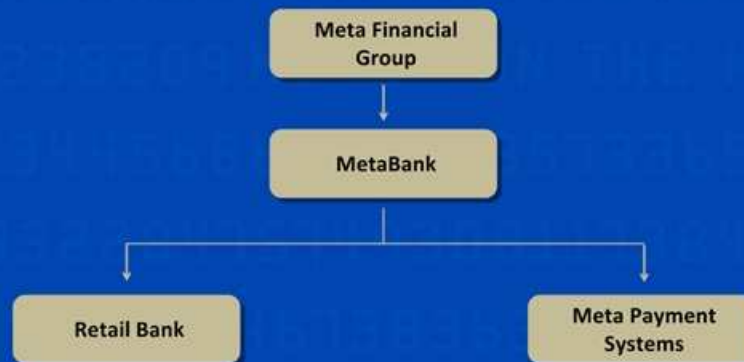 Meta Financial
Group
MetaBank
Retail Bank
Meta Payment
Systems